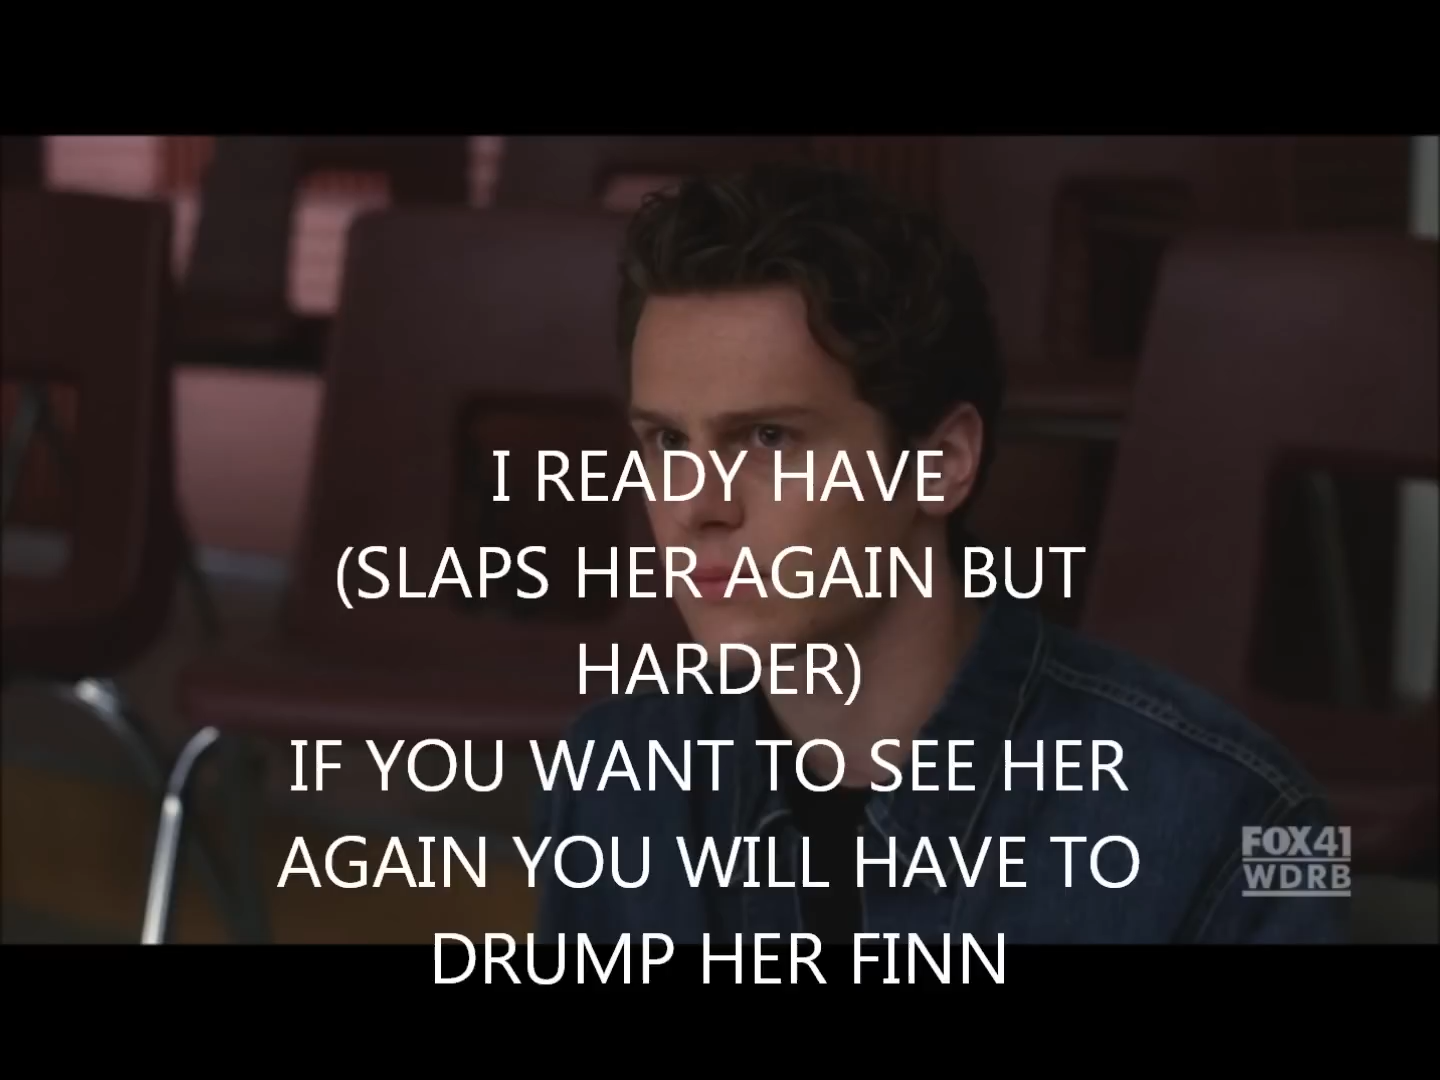 I READY HAVE
(SLAPS HER AGAIN BUT
HARDER)
IF YOU WANT TO SEE HER
AGAIN YOU WILL HAVE TO
DRUMP HER FINN
FOX41
WDRB